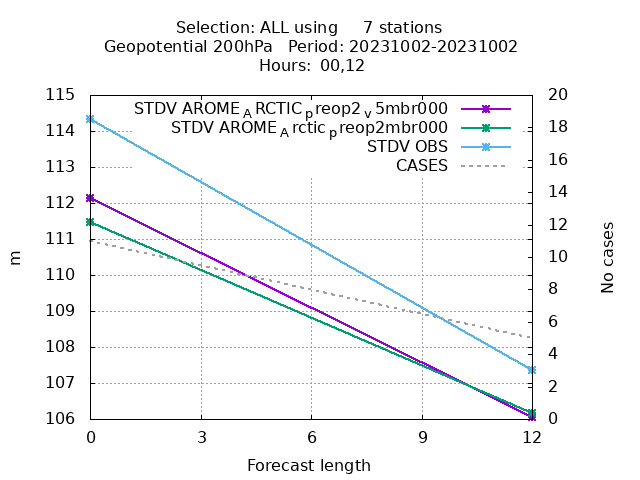 Selection: ALL using 7 stations
Geopotential 200hPa Period: 20231002-20231002
Hours: 00,12
STDV AROME_ARCTIC_preop2_v5mbr000
STDV AROME_Arctic_preop2mbr000
STDV OBS
CASES
115
114
113
112
111
110
109
108
107
106
m
20
18
16
14
12
10
8
6
4
2
0
No cases
0 3 6 9 12
Forecast length